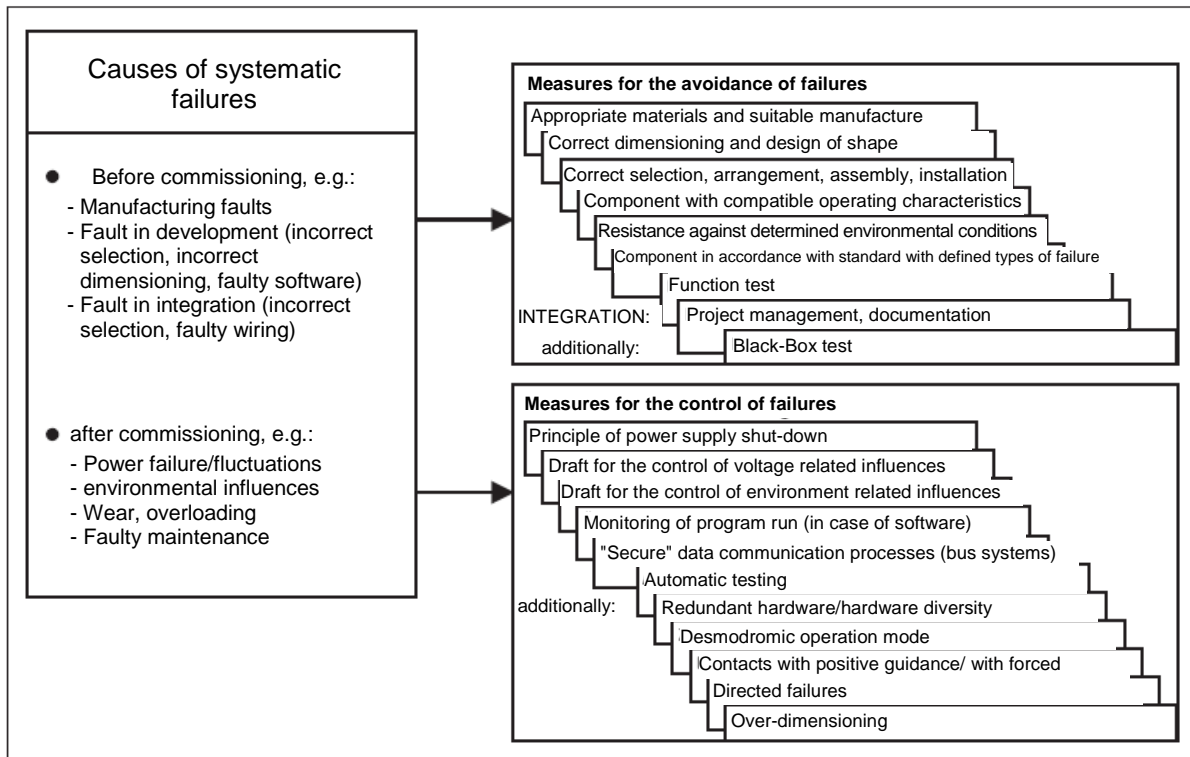 Causes of systematic
failures
● Before commissioning, e.g.:
- Manufacturing faults
- Fault in development (incorrect
selection, incorrect
dimensioning, faulty software)
- Fault in integration (incorrect
selection, faulty wiring)
● after commissioning, e.g.:
- Power failure/fluctuations
- environmental influences
- Wear, overloading
- Faulty maintenance
Measures for the avoidance of failures
Appropriate materials and suitable manufacture
Correct dimensioning and design of shape
Correct selection, arrangement, assembly, installation
Component with compatible operating characteristics
Resistance against determined environmental conditions
Component in accordance with standard with defined types of failure
Function test
INTEGRATION: Project management, documentation
additionally: Black-Box test
Measures for the control of failures
Principle of power supply shut-down
Draft for the control of voltage related influences
Draft for the control of environment related influences
Monitoring of program run (in case of software)
"Secure" data communication processes (bus systems)
Automatic testing
additionally: Redundant hardware/hardware diversity
Desmodromic operation mode
Contacts with positive guidance/ with forced
Directed failures
Over-dimensioning